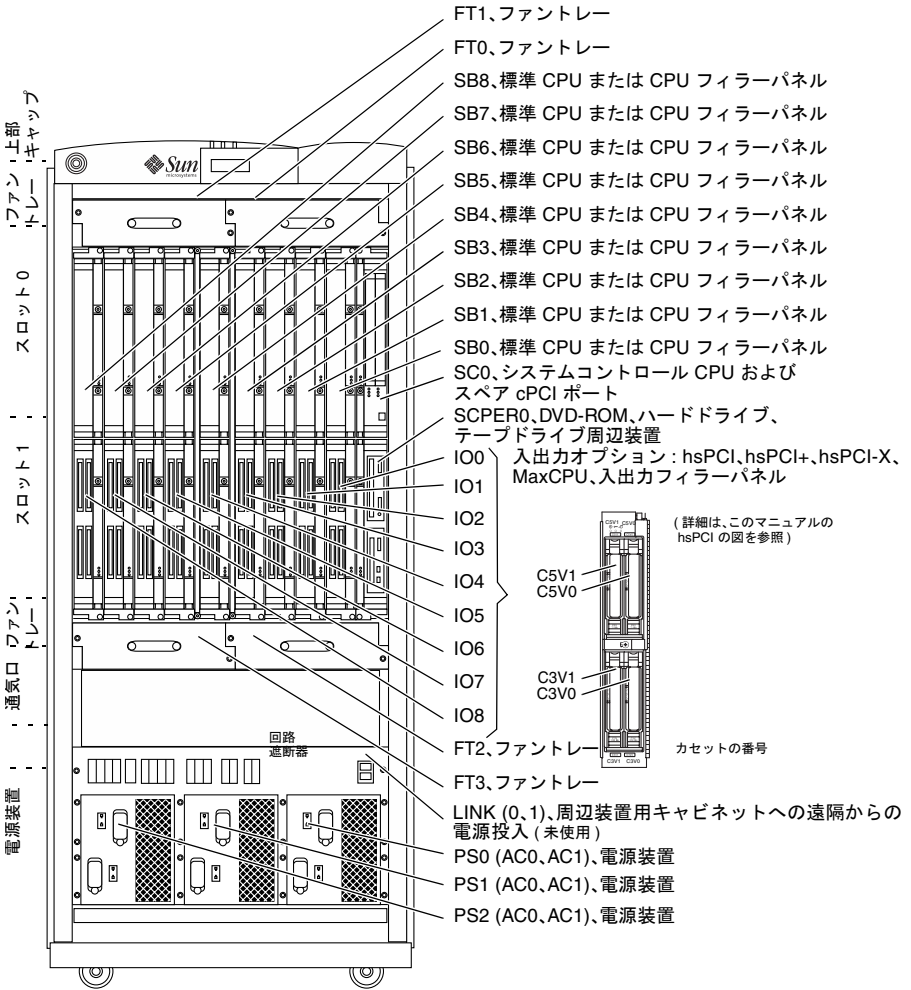 FT1、ファントレー
FT0、ファントレー
SB8、標準 CPU または CPU フィラーパネル
SB7、標準 CPU または CPU フィラーパネル
SB6、標準 CPU または CPU フィラーパネル
SB5、標準 CPU または CPU フィラーパネル
SB4、標準 CPU または CPU フィラーパネル
SB3、標準 CPU または CPU フィラーパネル
SB2、標準 CPU または CPU フィラーパネル
SB1、標準 CPU または CPU フィラーパネル
SB0、標準 CPU または CPU フィラーパネル
SC0、システムコントロール CPU および
スペア cPCI ポート
SCPER0、DVD-ROM、ハードドライブ、
テープドライブ周辺装置
IO0
IO1
IO2
IO3
IO4
IO5
IO6
IO7
IO8
入出力オプション : hsPCI、hsPCI+、hsPCI-X、
MaxCPU、入出力フィラーパネル
( 詳細は、このマニュアルの
hsPCI の図を参照 )
C5V1 C5V0
C5V1
C5V0
C3V1
C3V0
C3V1 C3V0
カセットの番号
FT2、ファントレー
FT3、ファントレー
LINK (0、1)、周辺装置用キャビネットへの遠隔からの
電源投入 ( 未使用 )
PS0 (AC0、AC1)、電源装置
PS1 (AC0、AC1)、電源装置
PS2 (AC0、AC1)、電源装置
上部
キャップ
ファン
トレー
スロット 0
スロット 1
ファン
トレー
通気口
電源装置
Sun
microsystems
回路
遮断器